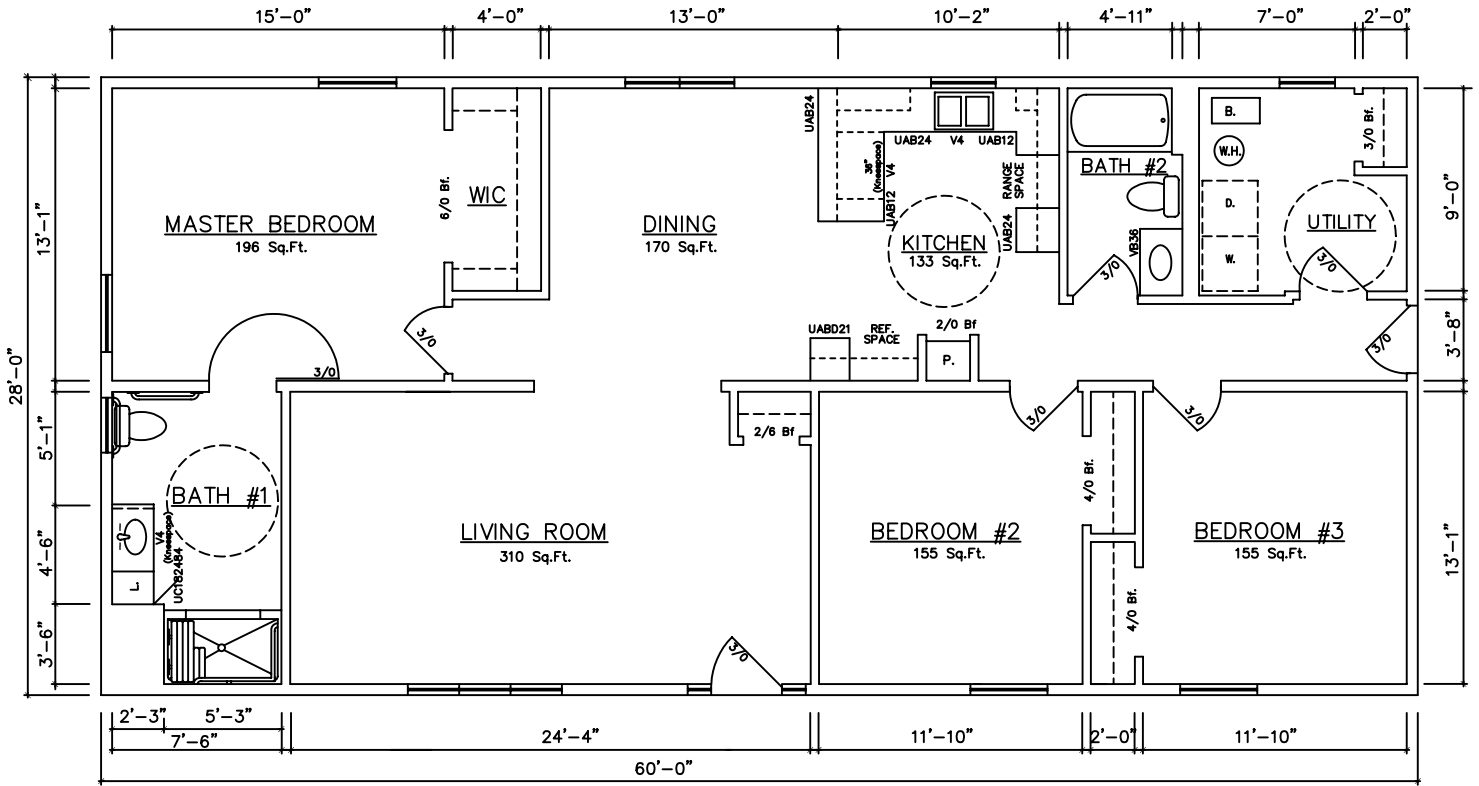 15'-0"
4'-0"
13'-0"
10'-2"
4'-11"
7'-0"
2'-0"
28'-0"
13'-1"
5'-1"
4'-6"
3'-6"
MASTER BEDROOM
196 Sq.Ft.
6/0 Bf.
WIC
3/0
3/0
DINING
170 Sq.Ft.
UAB24
36"
(Kneespace)
V4
UAB12
UAB24
V4
UAB12
RANGE
SPACE
UAB24
KITCHEN
133 Sq.Ft.
UABD21
REF.
SPACE
2/0 Bf
P.
BATH #2
VB36
3/0
B.
W.H.
D.
W.
3/0 Bf.
UTILITY
3/0
3/0
9'-0"
3'-8"
13'-1"
BATH #1
V4
(Kneespace)
UC182484
L.
LIVING ROOM
310 Sq.Ft.
2/6 Bf
3/0
BEDROOM #2
155 Sq.Ft.
3/0
4/0 Bf.
4/0 Bf.
3/0
BEDROOM #3
155 Sq.Ft.
2'-3"
5'-3"
7'-6"
24'-4"
11'-10"
2'-0"
11'-10"
60'-0"